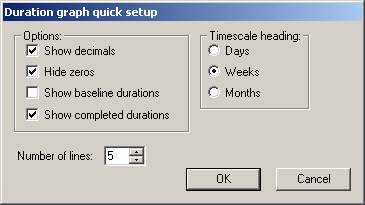 Duration graph quick setup
Options:
Show decimals
Hide zeros
Show baseline durations
Show completed durations
Timescale heading:
Days
Weeks
Months
Number of lines: 5
OK
Cancel